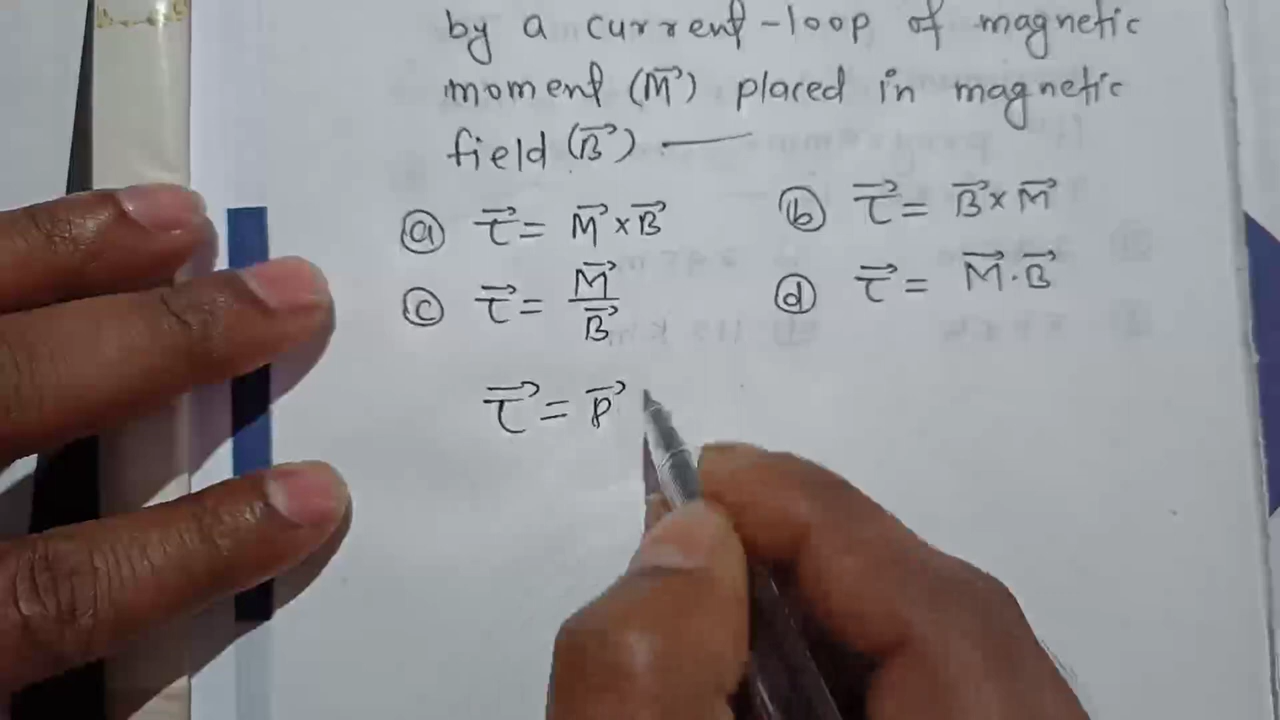 by a current-loop of magnetic
moment (M⃗) placed in magnetic
field (B⃗) —
ⓐ τ⃗ = M⃗ × B⃗ ⓑ τ⃗ = B⃗ × M⃗
ⓒ τ⃗ = M⃗/B⃗ ⓓ τ⃗ = M⃗ . B⃗
τ⃗ = P⃗